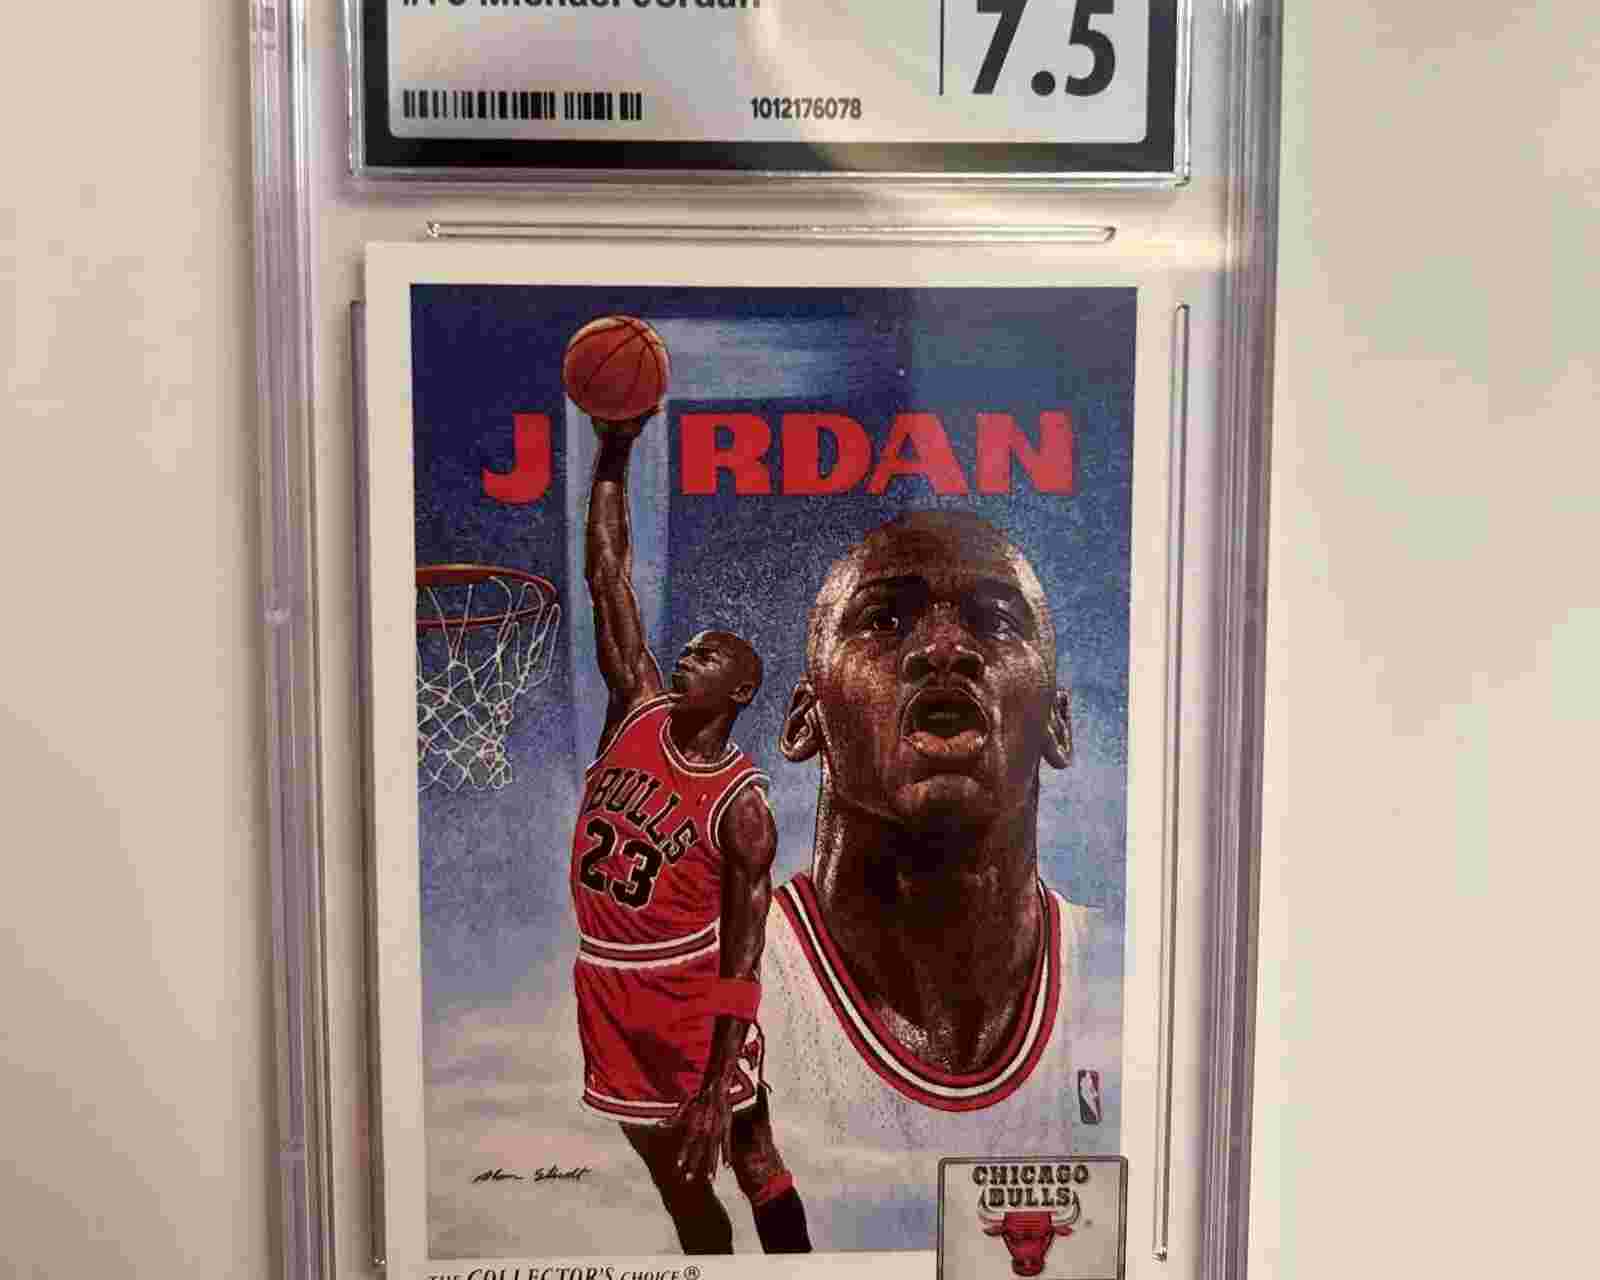 Michael Jordan
7.5
1012176078
J RDAN
BULLS
23
CHICAGO
BULLS
THE COLLECTOR'S CHOICE®